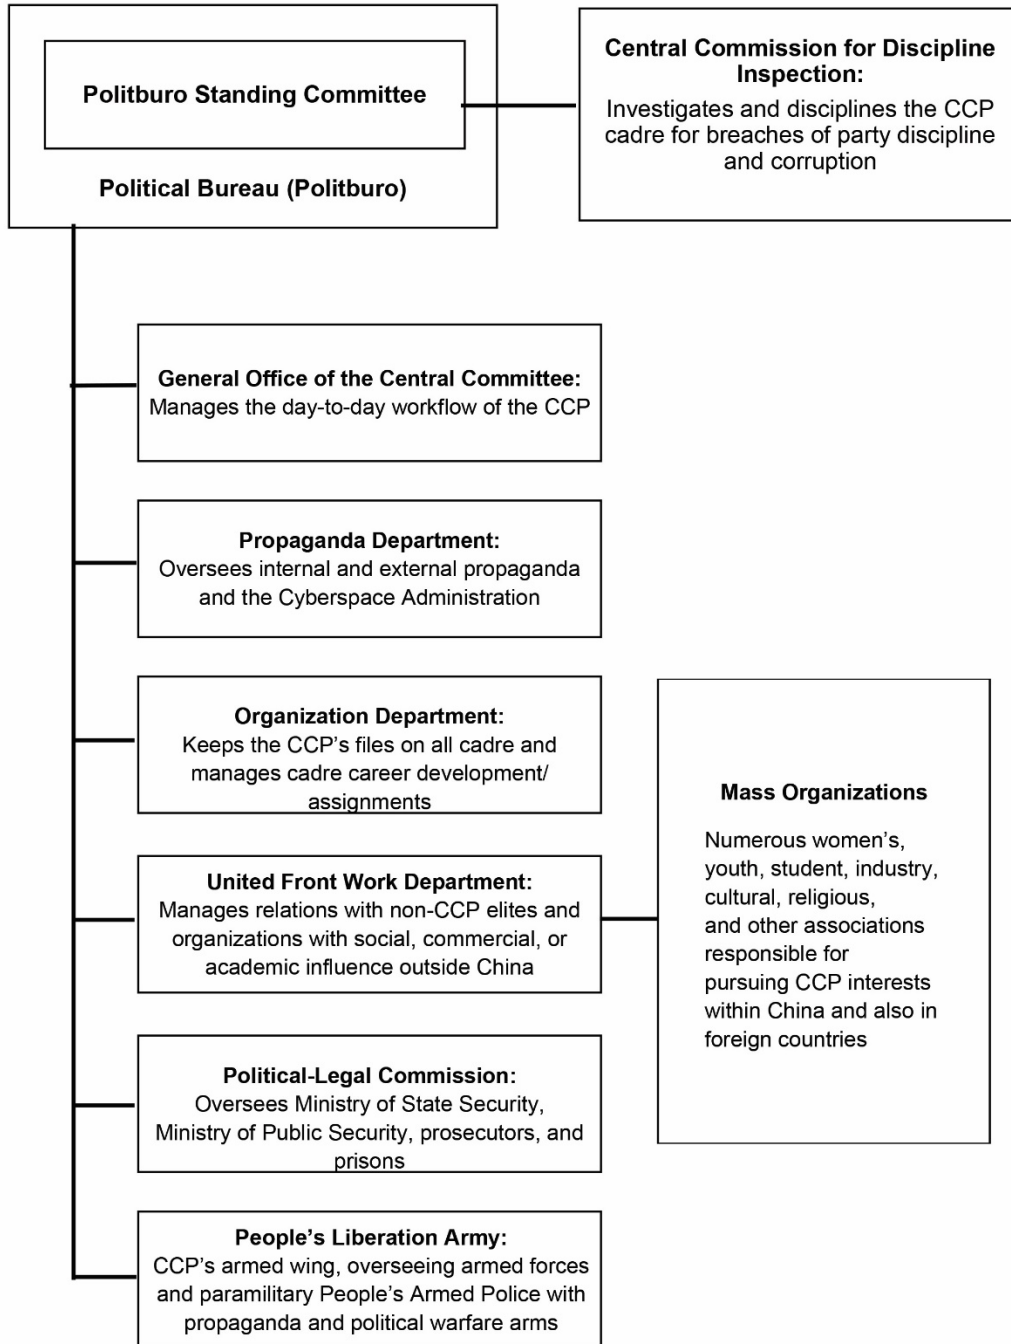 Politburo Standing Committee
Political Bureau (Politburo)
Central Commission for Discipline
Inspection:
Investigates and disciplines the CCP
cadre for breaches of party discipline
and corruption
General Office of the Central Committee:
Manages the day-to-day workflow of the CCP
Propaganda Department:
Oversees internal and external propaganda
and the Cyberspace Administration
Organization Department:
Keeps the CCP’s files on all cadre and
manages cadre career development/
assignments
United Front Work Department:
Manages relations with non-CCP elites and
organizations with social, commercial, or
academic influence outside China
Mass Organizations
Numerous women’s,
youth, student, industry,
cultural, religious,
and other associations
responsible for
pursuing CCP interests
within China and also in
foreign countries
Political-Legal Commission:
Oversees Ministry of State Security,
Ministry of Public Security, prosecutors, and
prisons
People’s Liberation Army:
CCP’s armed wing, overseeing armed forces
and paramilitary People’s Armed Police with
propaganda and political warfare arms